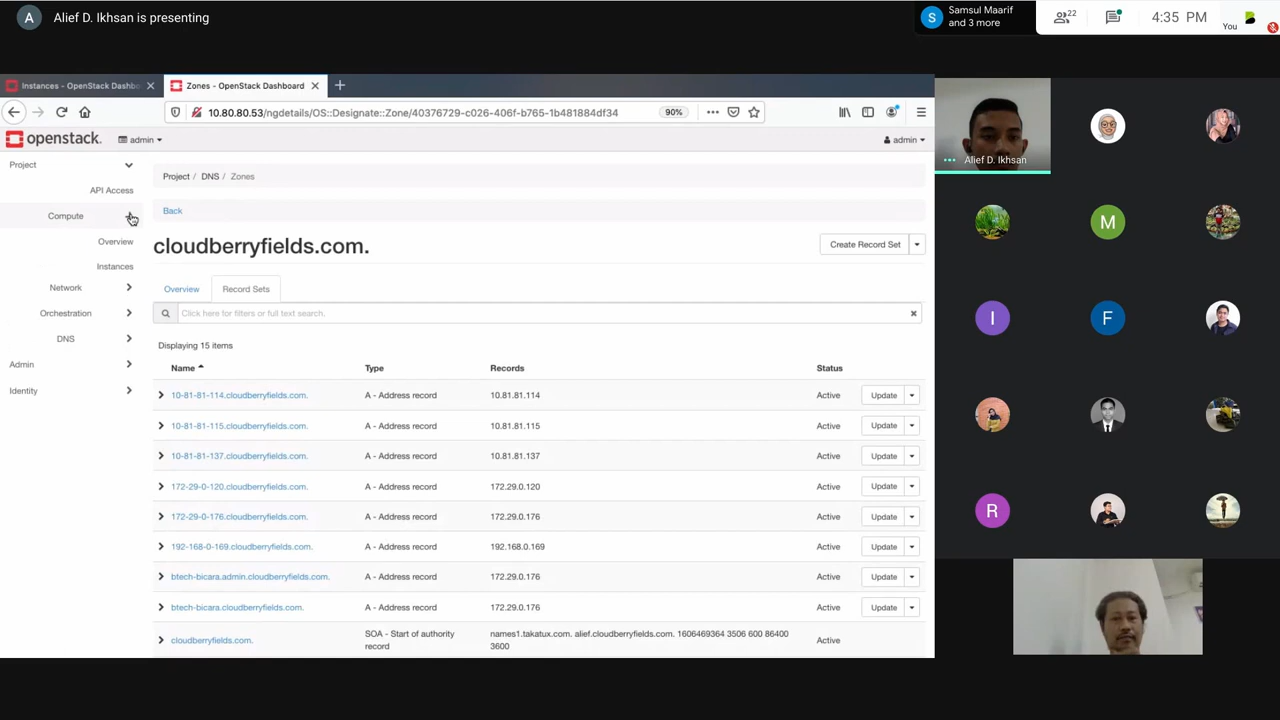 A
Alief D. Ikhsan is presenting
S
Samsul Maarif
and 3 more
22
4:35 PM
You
Instances - OpenStack Dashbo
Zones - OpenStack Dashboard
10.80.80.53/ngdetails/OS::Designate::Zone/40376729-c026-406f-b765-1b481884df34
90%
openstack.
admin
admin
Project
API Access
Compute
Overview
Instances
Network
Orchestration
DNS
Admin
Identity
Project / DNS / Zones
Back
cloudberryfields.com.
Create Record Set
Overview
Record Sets
Click here for filters or full text search.
Displaying 15 items
Name Type Records Status
10-81-81-114.cloudberryfields.com. A - Address record 10.81.81.114 Active Update
10-81-81-115.cloudberryfields.com. A - Address record 10.81.81.115 Active Update
10-81-81-137.cloudberryfields.com. A - Address record 10.81.81.137 Active Update
172-29-0-120.cloudberryfields.com. A - Address record 172.29.0.120 Active Update
172-29-0-176.cloudberryfields.com. A - Address record 172.29.0.176 Active Update
192-168-0-169.cloudberryfields.com. A - Address record 192.168.0.169 Active Update
btech-bicara.admin.cloudberryfields.com. A - Address record 172.29.0.176 Active Update
btech-bicara.cloudberryfields.com. A - Address record 172.29.0.176 Active Update
cloudberryfields.com. SOA - Start of authority record names1.takatux.com. alief.cloudberryfields.com. 1606469364 3506 600 86400 3600 Active
Alief D. Ikhsan
M
I
F
R